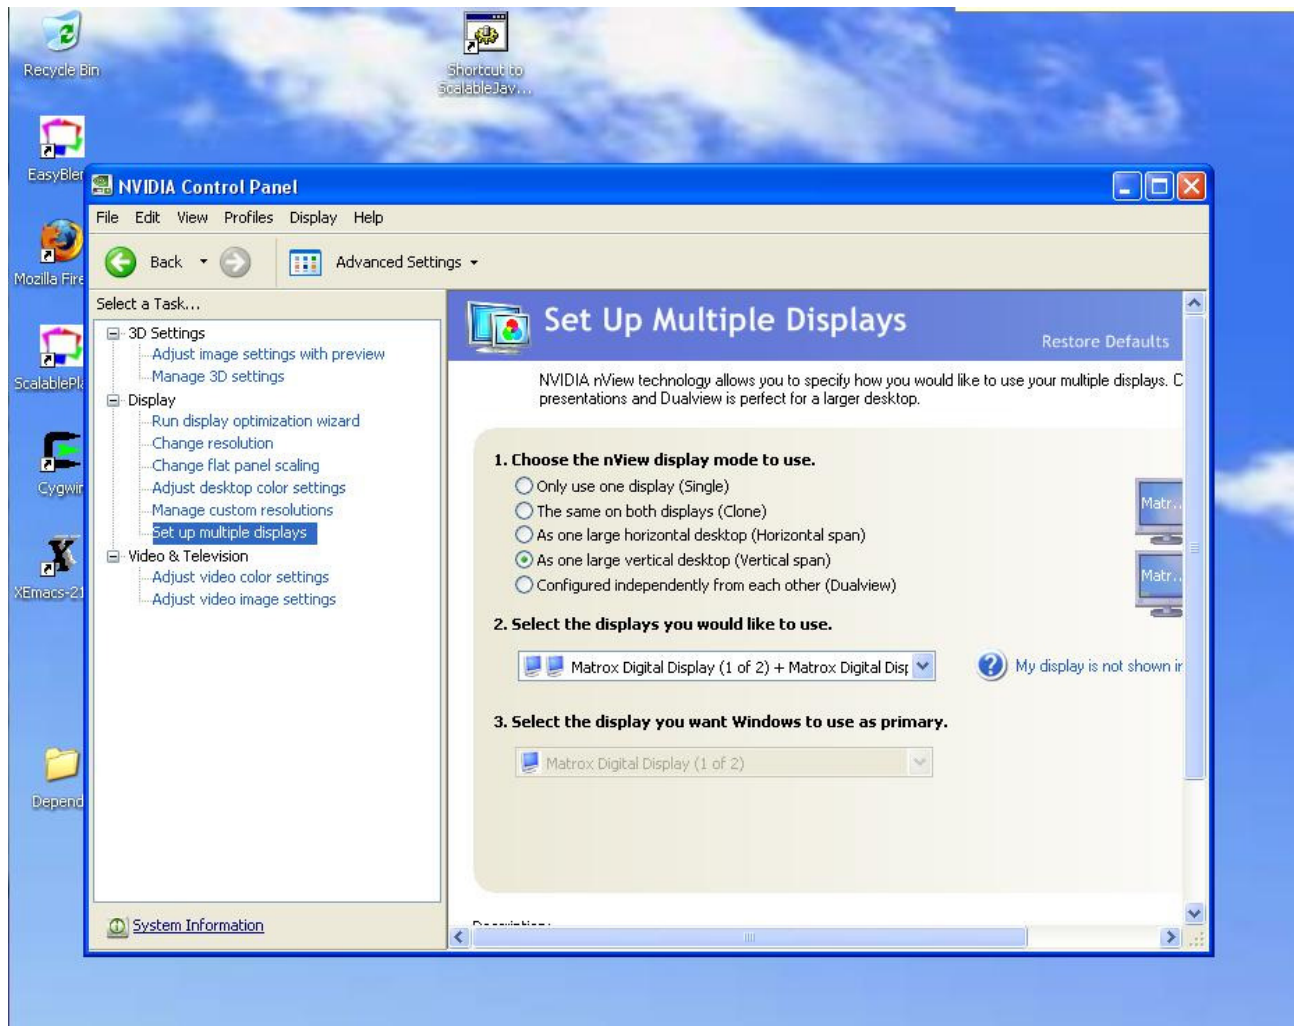 Recycle Bin
Shortcut to
ScalableJav...
EasyBler
NVIDIA Control Panel
File Edit View Profiles Display Help
Mozilla Fire
Back
Advanced Settings
Select a Task...
3D Settings
Adjust image settings with preview
Manage 3D settings
Display
Run display optimization wizard
Change resolution
Change flat panel scaling
Adjust desktop color settings
Manage custom resolutions
Set up multiple displays
Video & Television
Adjust video color settings
Adjust video image settings
System Information
ScalablePla
Cygwin
XEmacs-21
Depend
Set Up Multiple Displays
Restore Defaults
NVIDIA nView technology allows you to specify how you would like to use your multiple displays. C
presentations and Dualview is perfect for a larger desktop.
1. Choose the nView display mode to use.
Only use one display (Single)
The same on both displays (Clone)
As one large horizontal desktop (Horizontal span)
As one large vertical desktop (Vertical span)
Configured independently from each other (Dualview)
Matr...
Matr...
2. Select the displays you would like to use.
Matrox Digital Display (1 of 2) + Matrox Digital Disp
My display is not shown in
3. Select the display you want Windows to use as primary.
Matrox Digital Display (1 of 2)